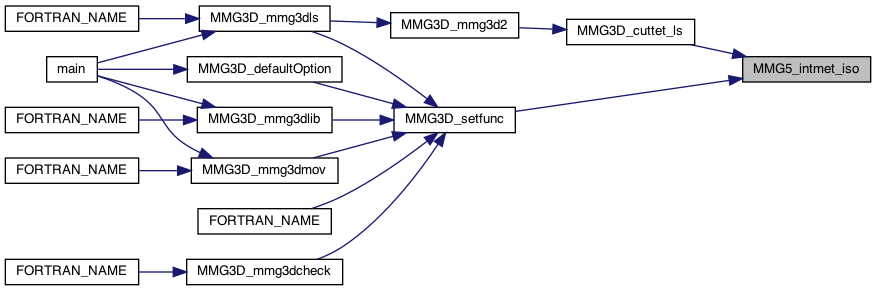 FORTRAN_NAME
MMG3D_mmg3dls
MMG3D_mmg3d2
MMG3D_cuttet_ls
main
MMG3D_defaultOption
MMG5_intmet_iso
FORTRAN_NAME
MMG3D_mmg3dlib
MMG3D_setfunc
FORTRAN_NAME
MMG3D_mmg3dmov
FORTRAN_NAME
FORTRAN_NAME
MMG3D_mmg3dcheck